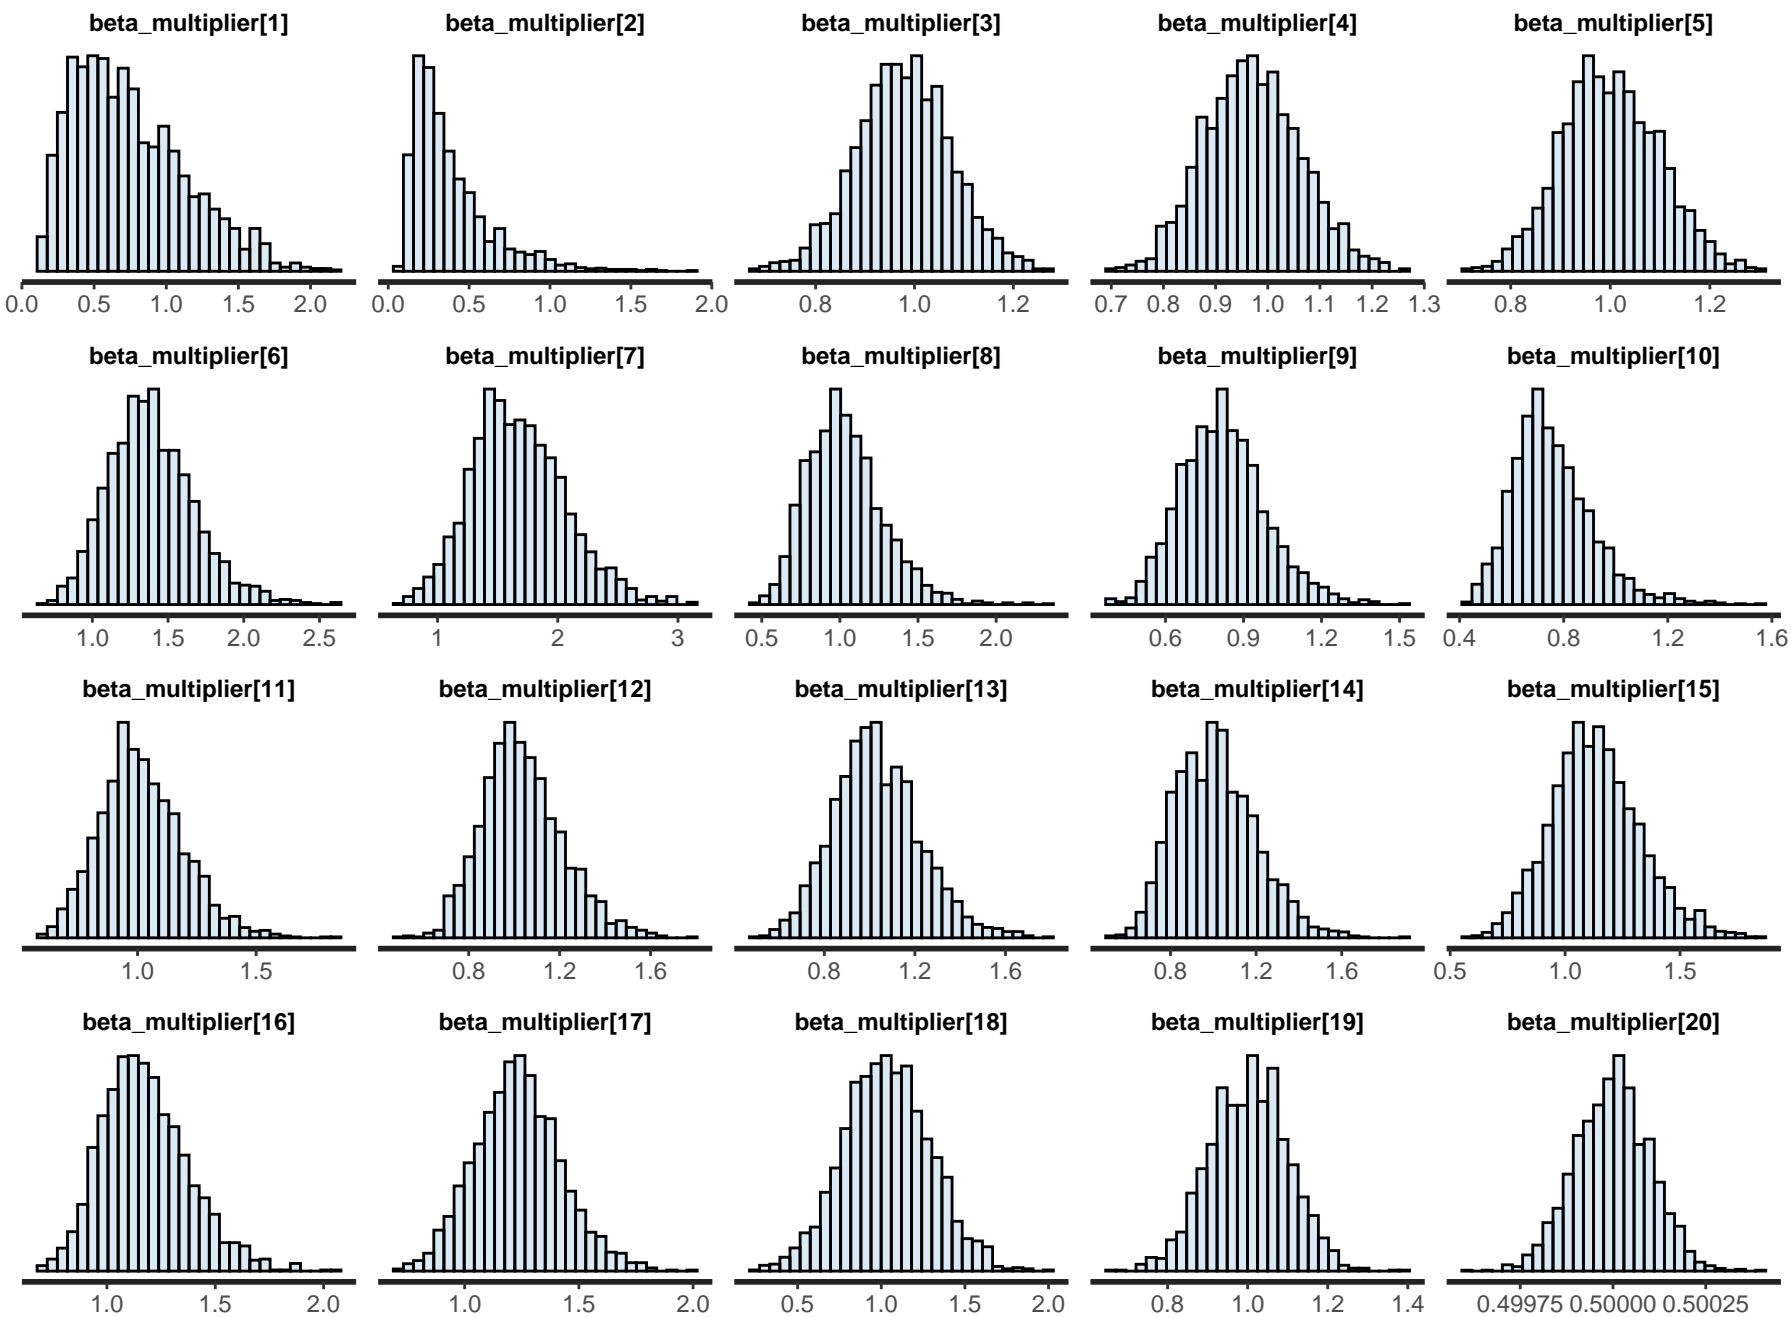 beta_multiplier[1] beta_multiplier[2] beta_multiplier[3] beta_multiplier[4] beta_multiplier[5]
0.0 0.5 1.0 1.5 2.0 0.0 0.5 1.0 1.5 2.0 0.8 1.0 1.2 0.7 0.8 0.9 1.0 1.1 1.2 1.3 0.8 1.0 1.2
beta_multiplier[6] beta_multiplier[7] beta_multiplier[8] beta_multiplier[9] beta_multiplier[10]
1.0 1.5 2.0 2.5 1 2 3 0.5 1.0 1.5 2.0 0.6 0.9 1.2 1.5 0.4 0.8 1.2 1.6
beta_multiplier[11] beta_multiplier[12] beta_multiplier[13] beta_multiplier[14] beta_multiplier[15]
1.0 1.5 0.8 1.2 1.6 0.8 1.2 1.6 0.8 1.2 1.6 0.5 1.0 1.5
beta_multiplier[16] beta_multiplier[17] beta_multiplier[18] beta_multiplier[19] beta_multiplier[20]
1.0 1.5 2.0 1.0 1.5 2.0 0.5 1.0 1.5 2.0 0.8 1.0 1.2 1.4 0.49975 0.50000 0.50025